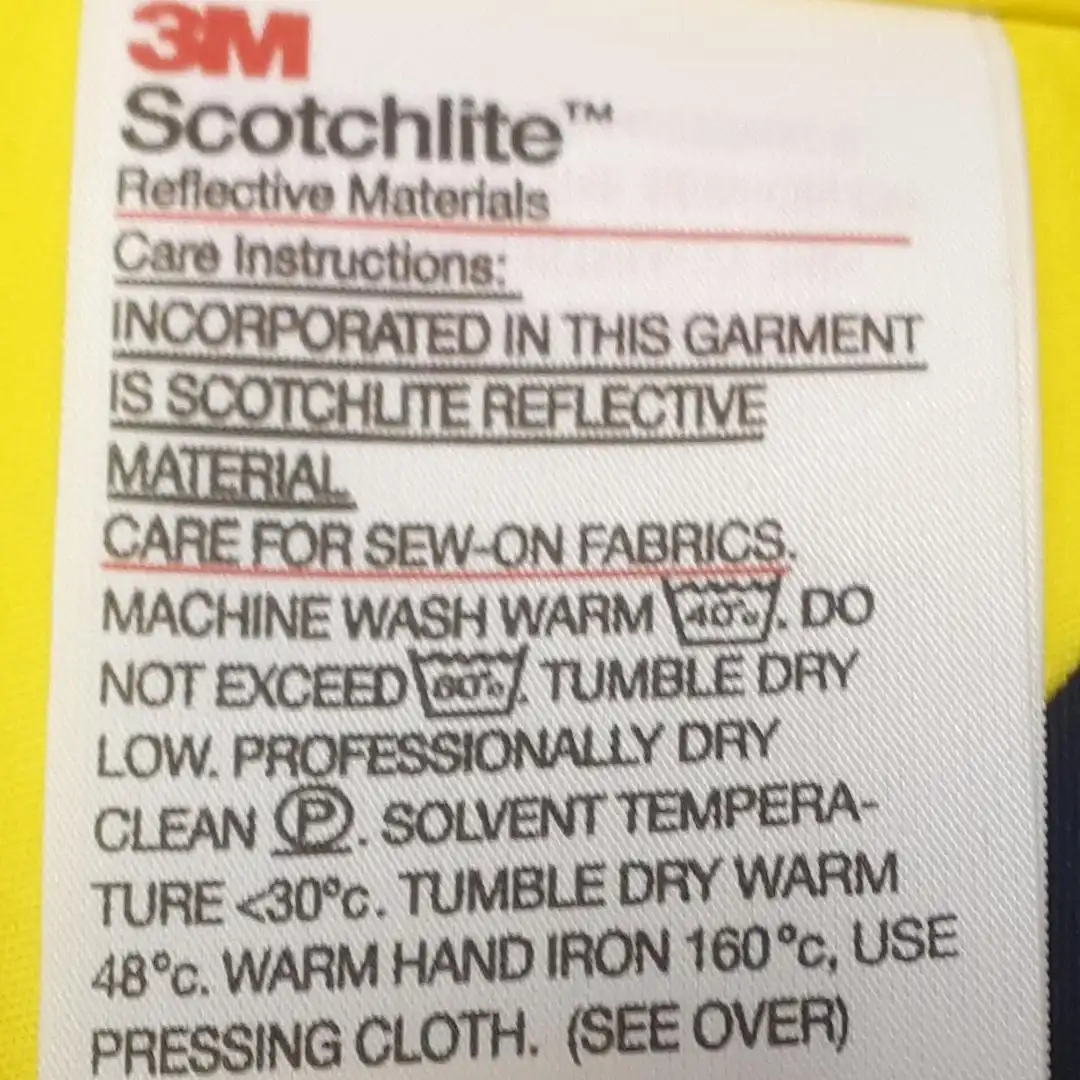 3M
Scotchlite™
Reflective Materials
Care Instructions:
INCORPORATED IN THIS GARMENT
IS SCOTCHLITE REFLECTIVE
MATERIAL.
CARE FOR SEW-ON FABRICS.
MACHINE WASH WARM 40°c. DO
NOT EXCEED 60°c. TUMBLE DRY
LOW. PROFESSIONALLY DRY
CLEAN P. SOLVENT TEMPERA-
TURE <30°c. TUMBLE DRY WARM
48°c. WARM HAND IRON 160°c, USE
PRESSING CLOTH. (SEE OVER)